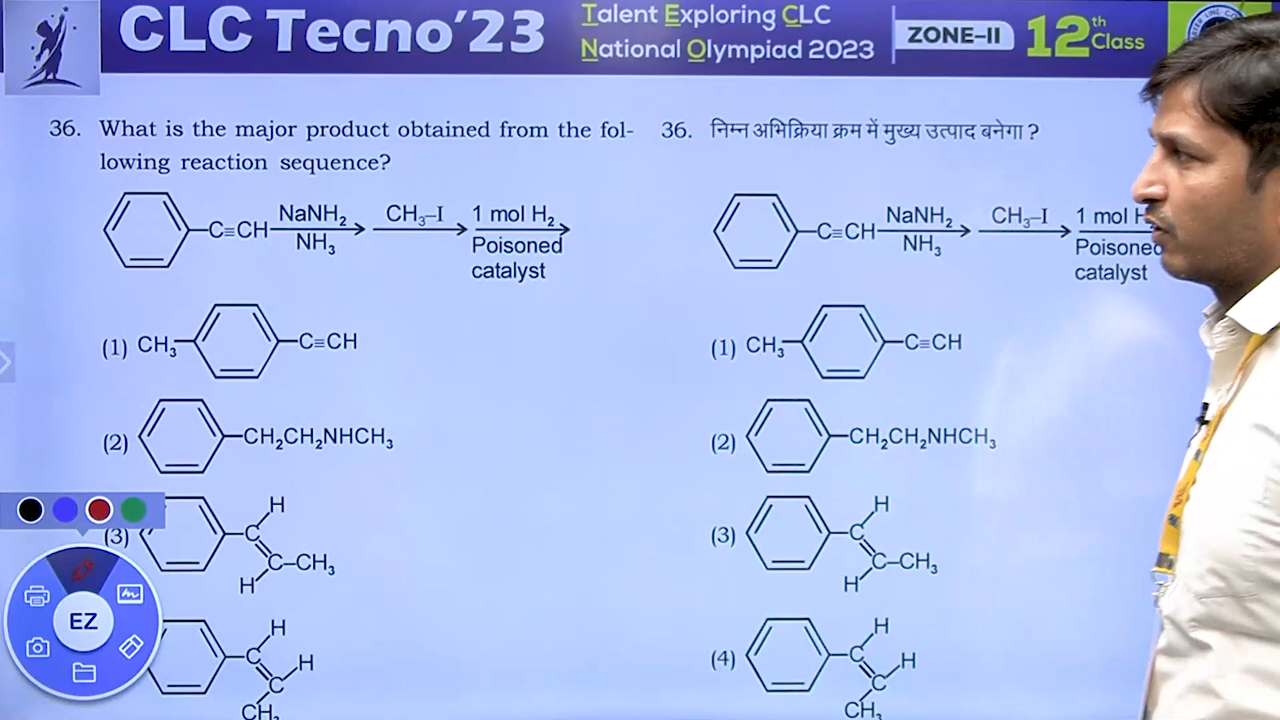 CLC Tecno'23
Talent Exploring CLC
National Olympiad 2023
ZONE–II
12th Class
36. What is the major product obtained from the fol-
lowing reaction sequence?
C≡CH NaNH2 NH3 CH3–I 1 mol H2 Poisoned
catalyst
(1) CH3 C≡CH
(2) CH2CH2NHCH3
(3) H
C
C–CH3
H
H
C H
C
CH3
36. निम्न अभिक्रिया क्रम में मुख्य उत्पाद बनेगा ?
C≡CH NaNH2 NH3 CH3–I 1 mol H Poisoned
catalyst
(1) CH3 C≡CH
(2) CH2CH2NHCH3
(3) H
C
C–CH3
H
(4) H
C H
C
CH3
EZ